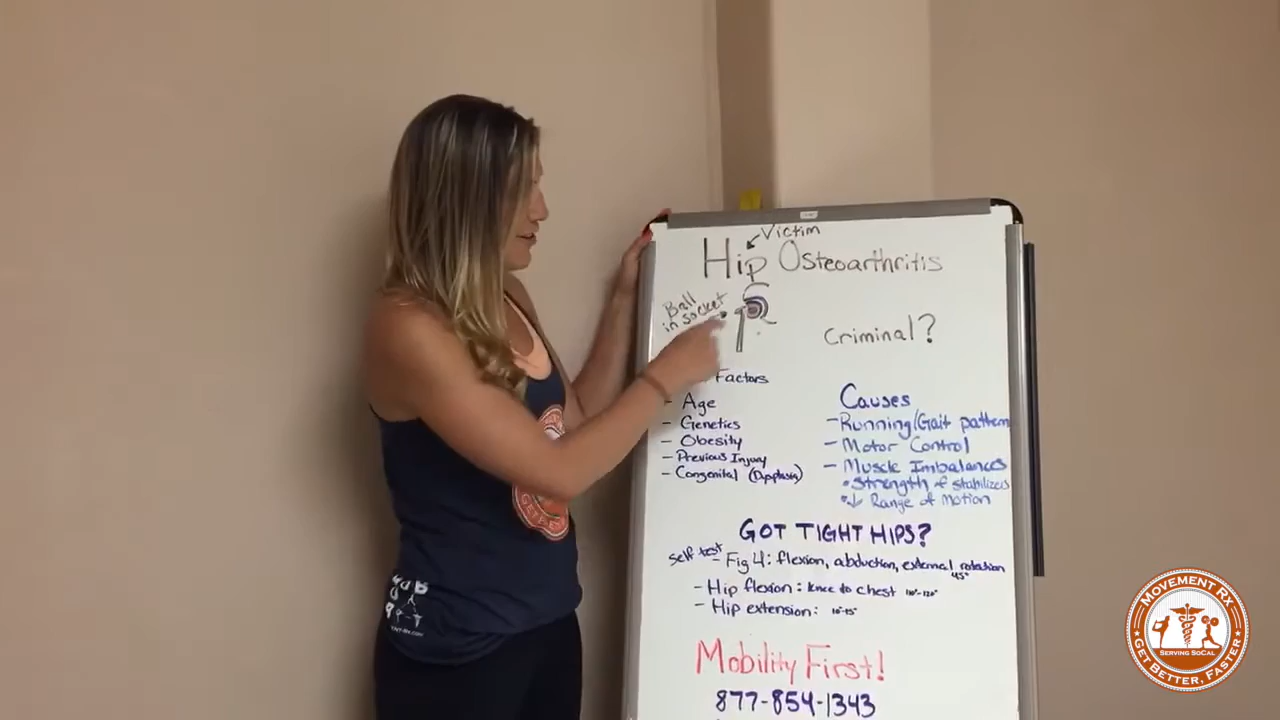 Victim
Hip Osteoarthritis
Ball
in socket
Criminal?
Factors
- Age
- Genetics
- Obesity
- Previous Injury
- Congenital (Dysplasia)
Causes
- Running/Gait pattern
- Motor Control
- Muscle Imbalances
• Strength of stabilizers
• ↓ Range of Motion
GOT TIGHT HIPS?
Self test
- Fig 4: flexion, abduction, external rotation
45°
- Hip flexion: knee to chest 110°-120°
- Hip extension: 10°-15°
Mobility First!
877-854-1343
GET BETTER
MOVEMENT RX
SERVING SOCAL
GET BETTER, FASTER